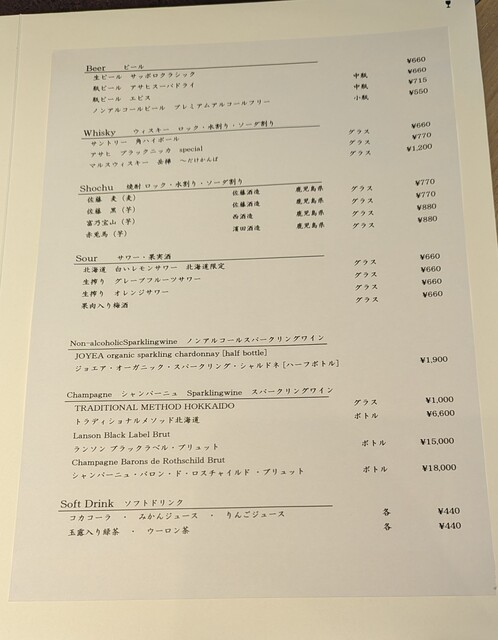 Beer ビール
生ビール サッポロクラシック ¥660
瓶ビール アサヒスーパドライ 中瓶 ¥660
瓶ビール エビス 中瓶 ¥715
ノンアルコールビール プレミアムアルコールフリー 小瓶 ¥550
Whisky ウィスキー ロック・水割り・ソーダ割り
サントリー 角ハイボール グラス ¥660
アサヒ ブラックニッカ special グラス ¥770
マルスウィスキー 岳樺 〜だけかんば グラス ¥1,200
Shochu 焼酎 ロック・水割り・ソーダ割り
佐藤 麦（麦） 佐藤酒造 鹿児島県 グラス ¥770
佐藤 黒（芋） 佐藤酒造 鹿児島県 グラス ¥770
富乃宝山（芋） 西酒造 鹿児島県 グラス ¥880
赤兎馬（芋） 濵田酒造 鹿児島県 グラス ¥880
Sour サワー・果実酒
北海道 白いレモンサワー 北海道限定 グラス ¥660
生搾り グレープフルーツサワー グラス ¥660
生搾り オレンジサワー グラス ¥660
果肉入り梅酒 グラス ¥660
Non-alcoholicSparklingwine ノンアルコールスパークリングワイン
JOYEA organic sparkling chardonnay [half bottle]
ジョエア・オーガニック・スパークリング・シャルドネ [ハーフボトル] ¥1,900
Champagne シャンパーニュ Sparklingwine スパークリングワイン
TRADITIONAL METHOD HOKKAIDO グラス ¥1,000
トラディショナルメソッド北海道 ボトル ¥6,600
Lanson Black Label Brut
ランソン ブラックラベル・ブリュット ボトル ¥15,000
Champagne Barons de Rothschild Brut
シャンパーニュ・バロン・ド・ロスチャイルド ・ブリュット ボトル ¥18,000
Soft Drink ソフトドリンク
コカコーラ ・ みかんジュース ・ りんごジュース 各 ¥440
玉露入り緑茶 ・ ウーロン茶 各 ¥440